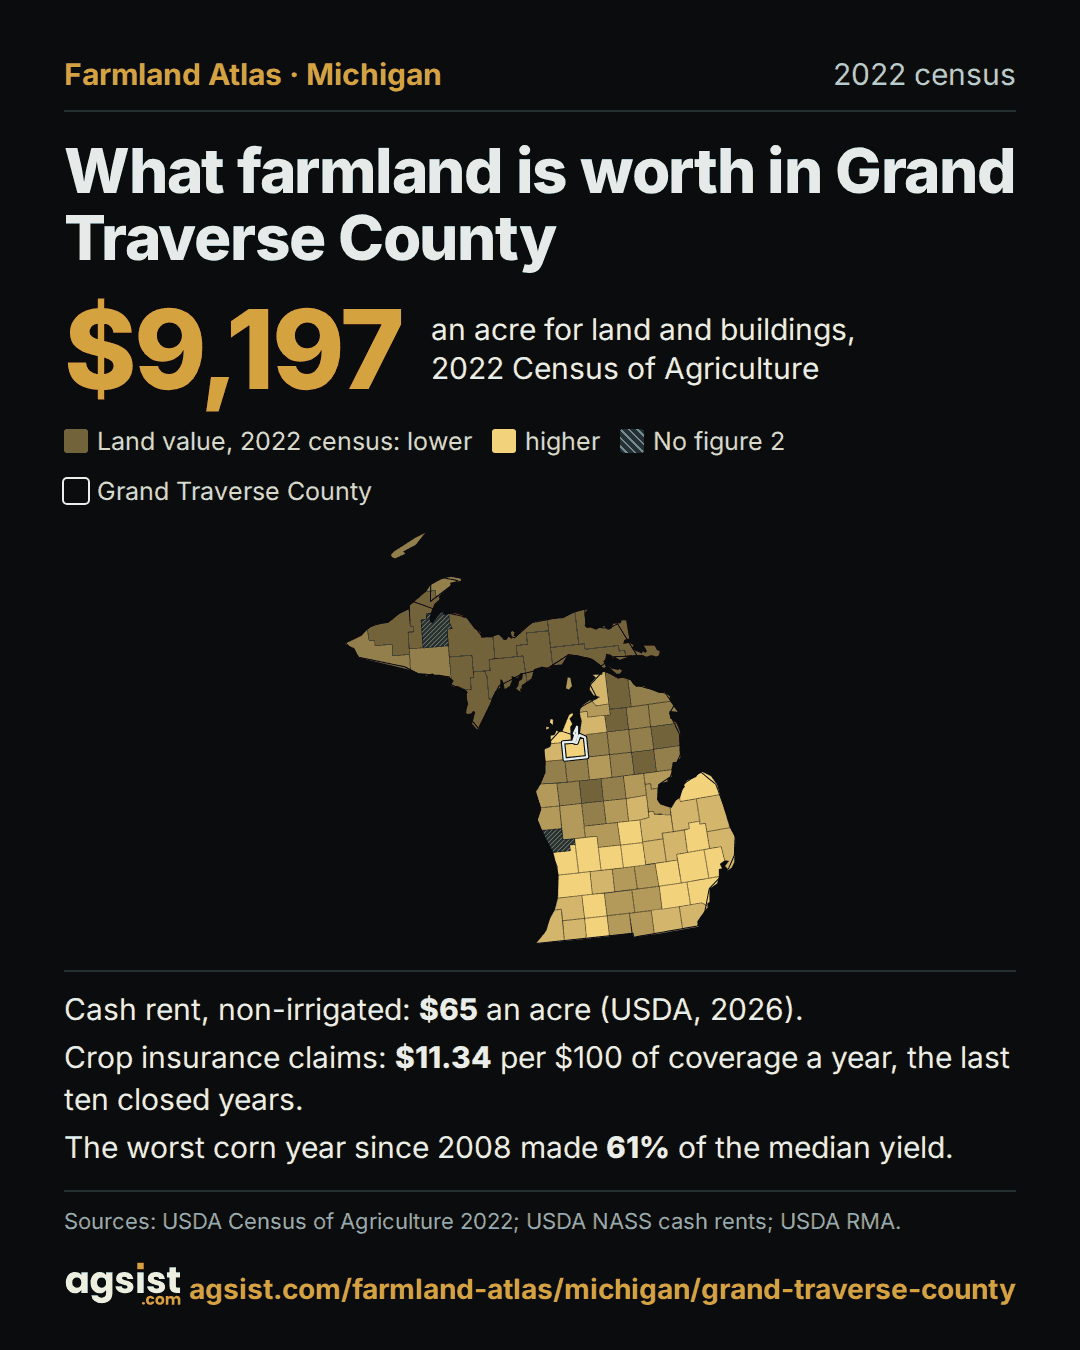 Farmland Atlas · Michigan
2022 census
What farmland is worth in Grand
Traverse County
$9,197
an acre for land and buildings,
2022 Census of Agriculture
Land value, 2022 census: lower
higher
No figure 2
Grand Traverse County
Cash rent, non-irrigated: $65 an acre (USDA, 2026).
Crop insurance claims: $11.34 per $100 of coverage a year, the last
ten closed years.
The worst corn year since 2008 made 61% of the median yield.
Sources: USDA Census of Agriculture 2022; USDA NASS cash rents; USDA RMA.
agsist
.com
agsist.com/farmland-atlas/michigan/grand-traverse-county